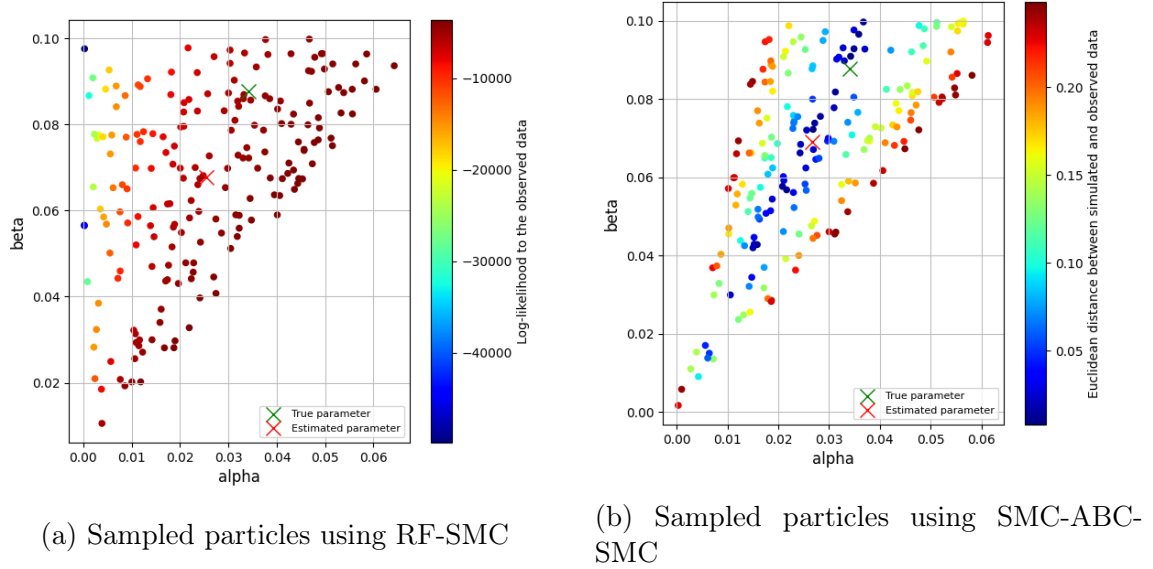 0.10
0.08
0.06
0.04
0.02
beta
0.00
0.01
0.02
0.03
0.04
0.05
0.06
alpha
True parameter
Estimated parameter
−10000
−20000
−30000
−40000
Log-likelihood to the observed data
(a) Sampled particles using RF-SMC
0.10
0.08
0.06
0.04
0.02
0.00
beta
0.00
0.01
0.02
0.03
0.04
0.05
0.06
alpha
True parameter
Estimated parameter
0.20
0.15
0.10
0.05
Euclidean distance between simulated and observed data
(b) Sampled particles using SMC-ABC-
SMC